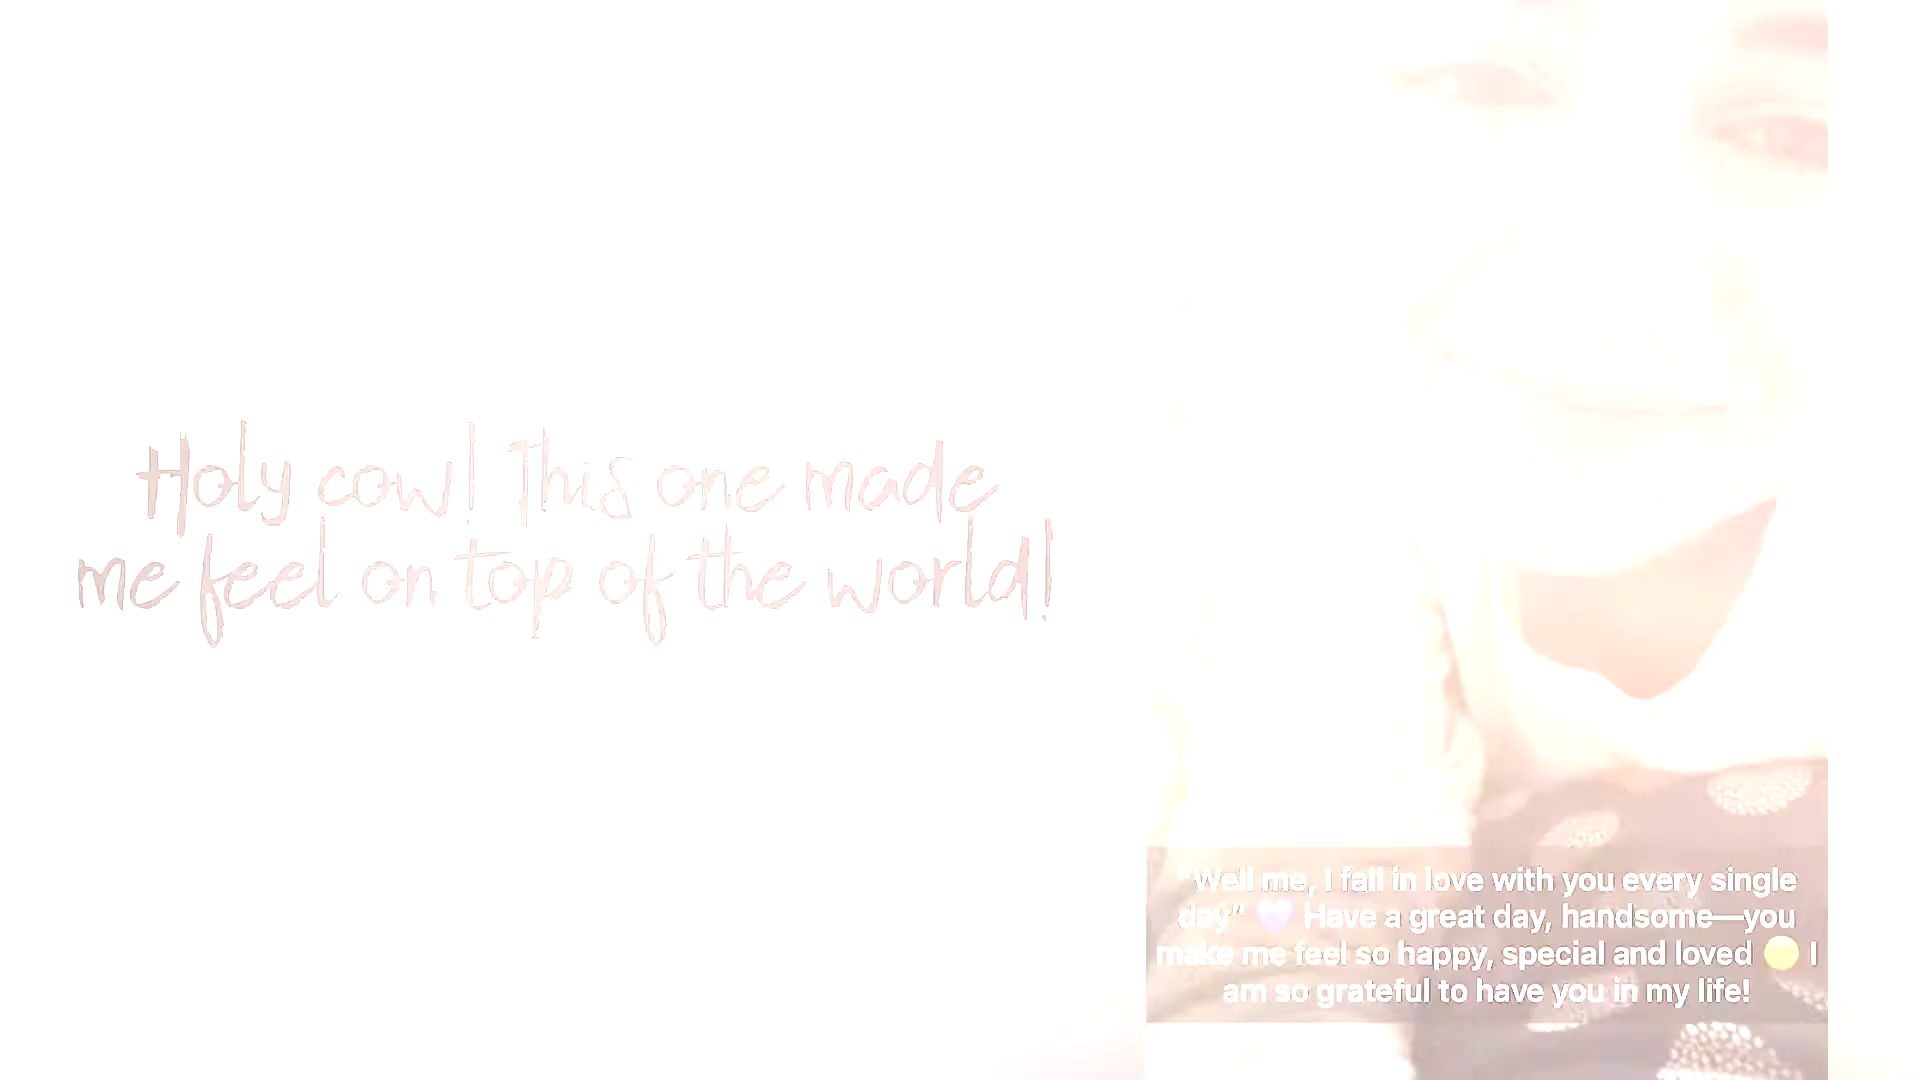 Holy cow! This one made
me feel on top of the world!
“Well me, I fall in love with you every single
day” 💜 Have a great day, handsome—you
make me feel so happy, special and loved 🟡 I
am so grateful to have you in my life!